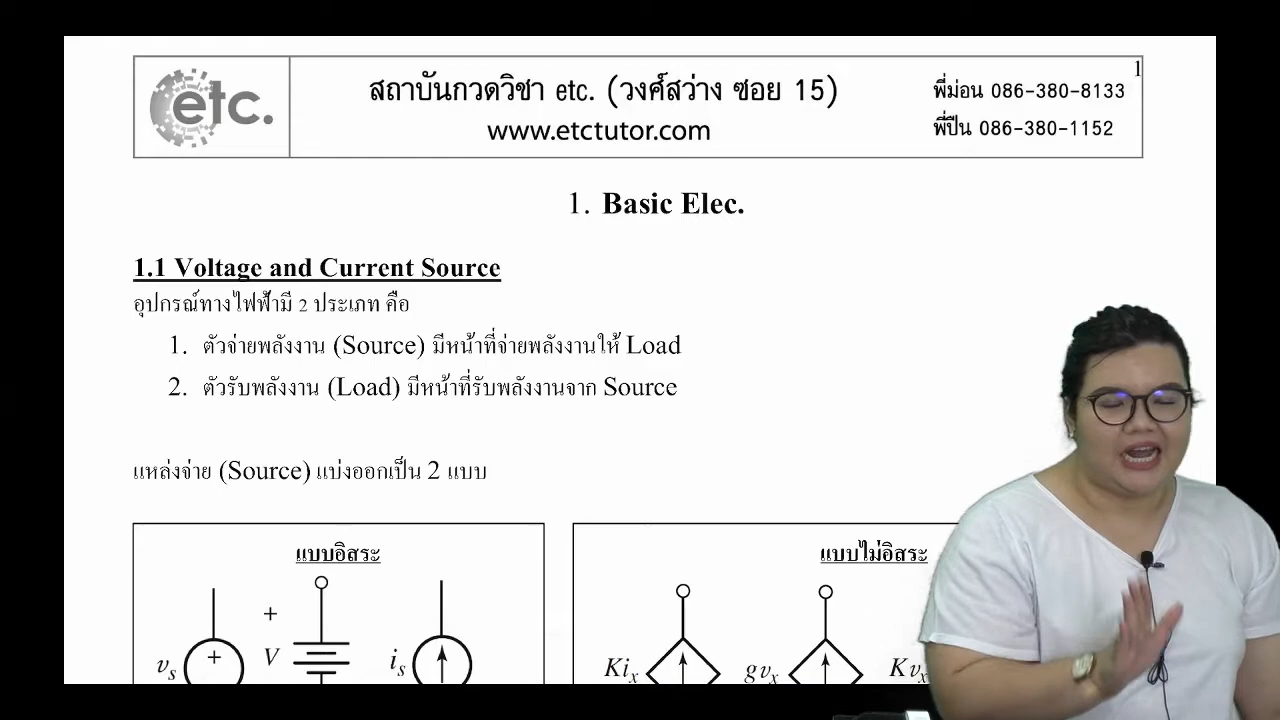 etc.
สถาบันกวดวิชา etc. (วงศ์สว่าง ซอย 15)
www.etctutor.com
พี่ม่อน 086-380-8133
พี่ปืน 086-380-1152
1
1. Basic Elec.
1.1 Voltage and Current Source
อุปกรณ์ทางไฟฟ้ามี 2 ประเภท คือ
1. ตัวจ่ายพลังงาน (Source) มีหน้าที่จ่ายพลังงานให้ Load
2. ตัวรับพลังงาน (Load) มีหน้าที่รับพลังงานจาก Source
แหล่งจ่าย (Source) แบ่งออกเป็น 2 แบบ
แบบอิสระ
แบบไม่อิสระ
+
vs + V is Kix gvx Kvx